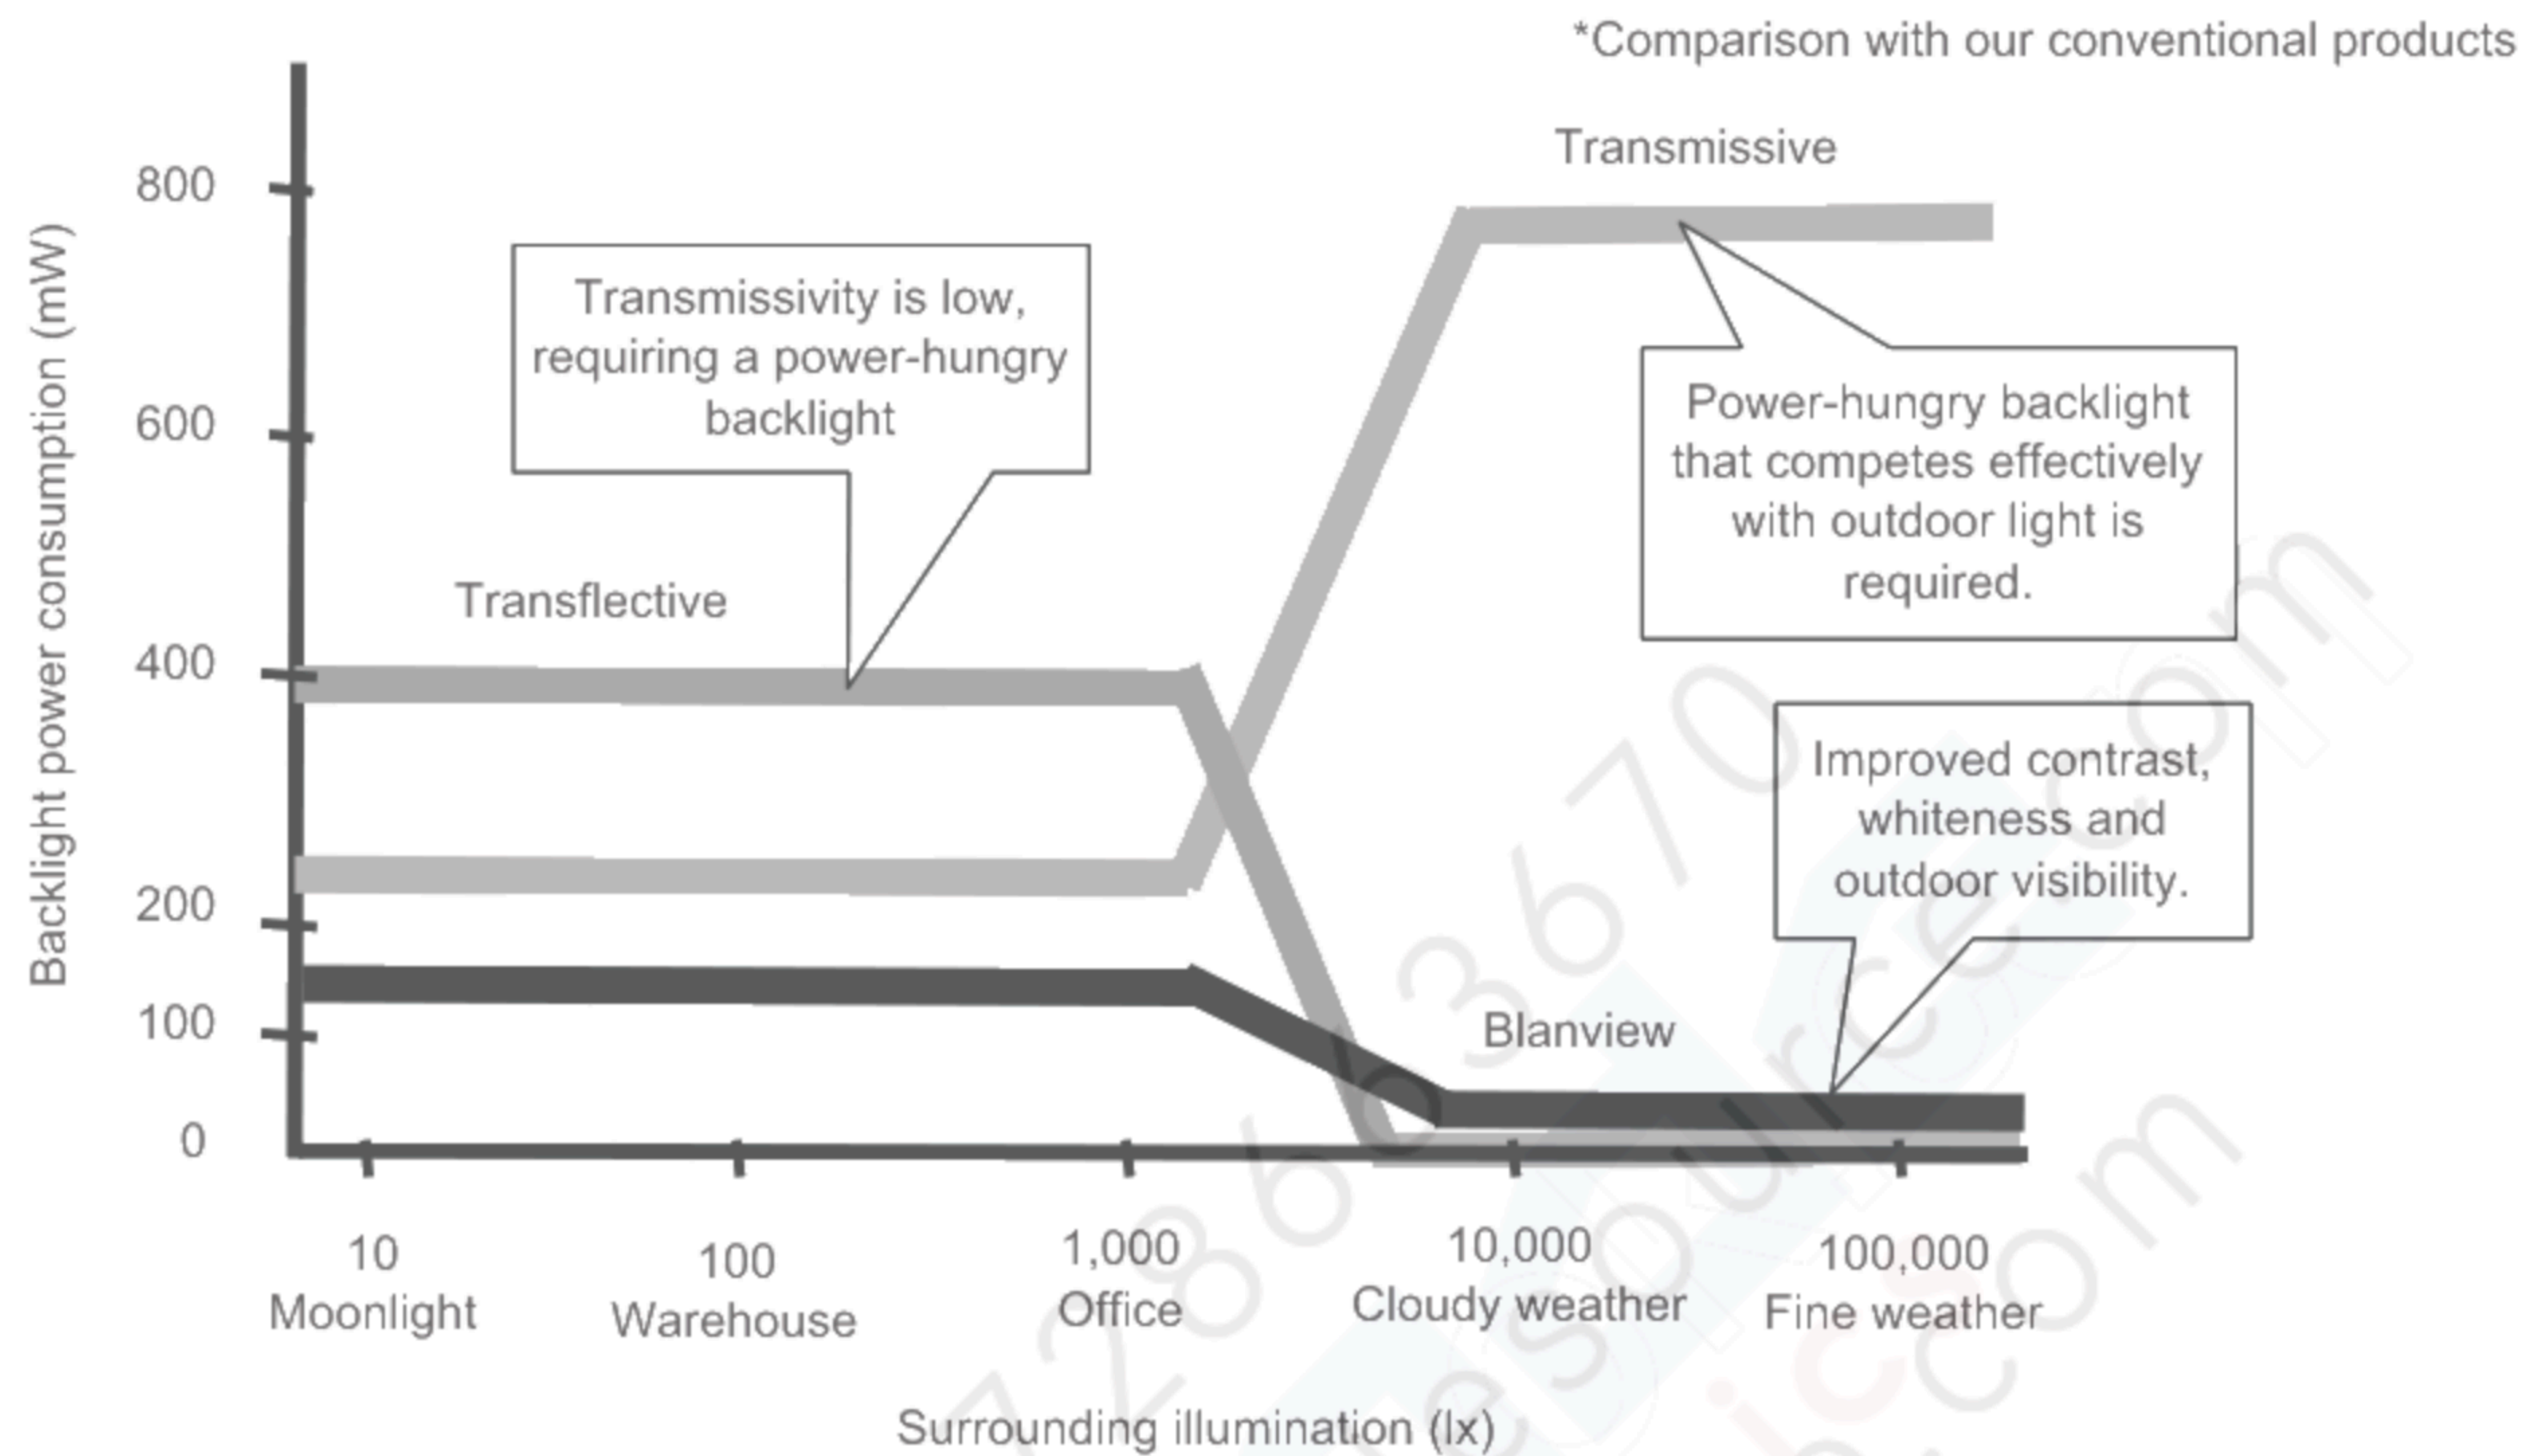 *Comparison with our conventional products
Transmissive
800
Transmissivity is low,
requiring a power-hungry
backlight
Power-hungry backlight
that competes effectively
with outdoor light is
required.
Backlight power consumption (mW)
600
Transflective
400
Improved contrast,
whiteness and
outdoor visibility.
200
100
Blanview
0
10
Moonlight
100
Warehouse
1,000
Office
10,000
Cloudy weather
100,000
Fine weather
Surrounding illumination (lx)